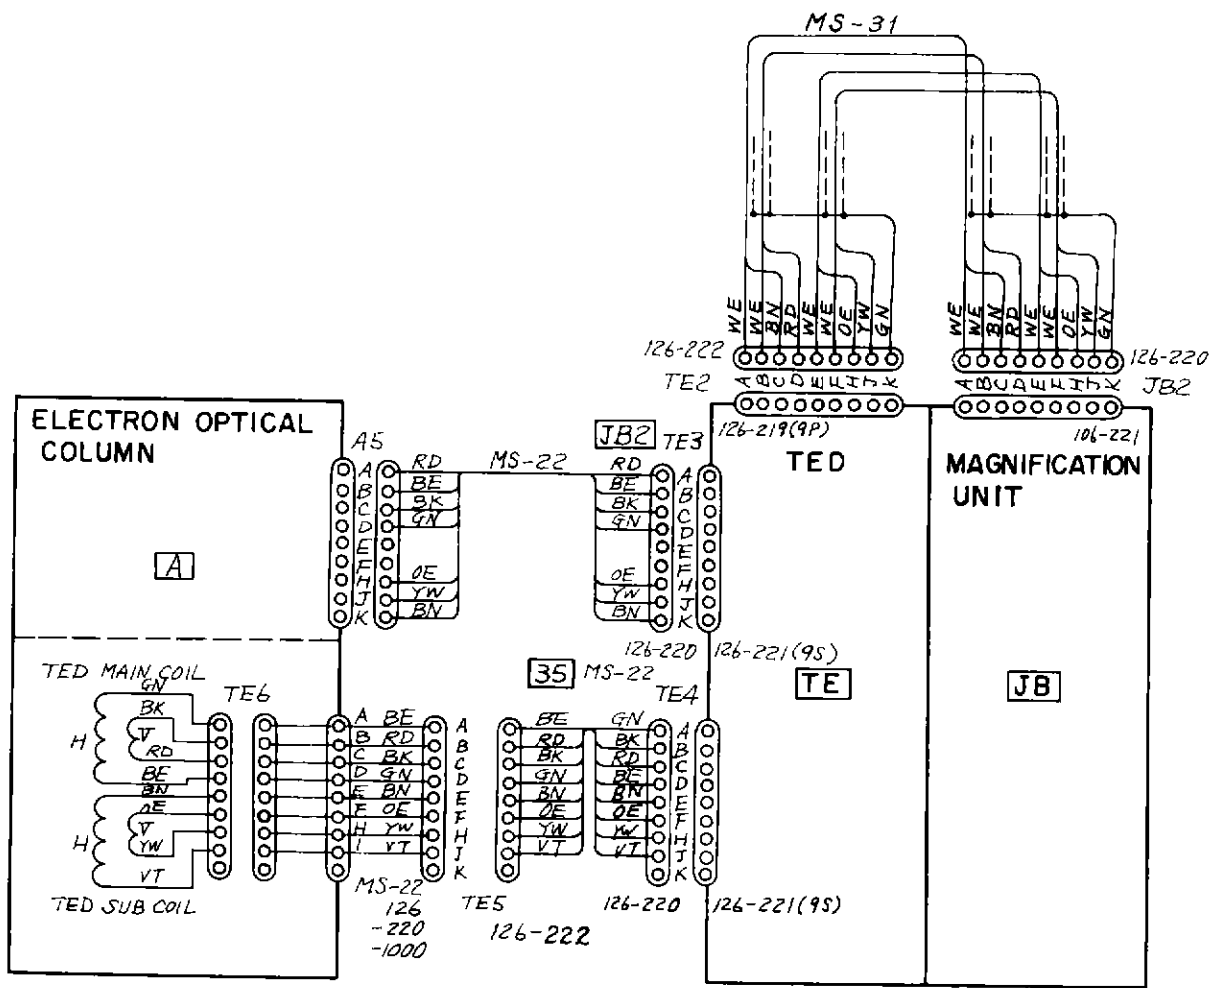 MS-31
WE
WE
BN
RD
WE
WE
OE
YW
GN
WE
WE
BN
RD
WE
WE
OE
YW
GN
126-222
126-220
TE2
A B C D E F H J K
A B C D E F H J K
JB2
126-219(9P)
106-221
ELECTRON OPTICAL
COLUMN
A5
JB2
TE3
TED
MAGNIFICATION
UNIT
MS-22
A RD
B BE
C BK
D GN
E
F
H OE
J YW
K BN
RD A
BE B
BK C
GN D
E
F
OE H
YW J
BN K
A
126-220
126-221(9S)
35
MS-22
TE
JB
TED MAIN COIL
TE6
TE4
GN
BK
V
RD
H
BE
BN
OE
V
YW
H
VT
TED SUB COIL
A BE A
B RD B
C BK C
D GN D
E BN E
F OE F
H YW H
I VT J
K
BE GN A
RD BK B
BK RD C
GN BE D
BN BN E
OE OE F
YW YW H
VT VT J
K
MS-22
126
-220
-1000
TE5
126-222
126-220
126-221(9S)